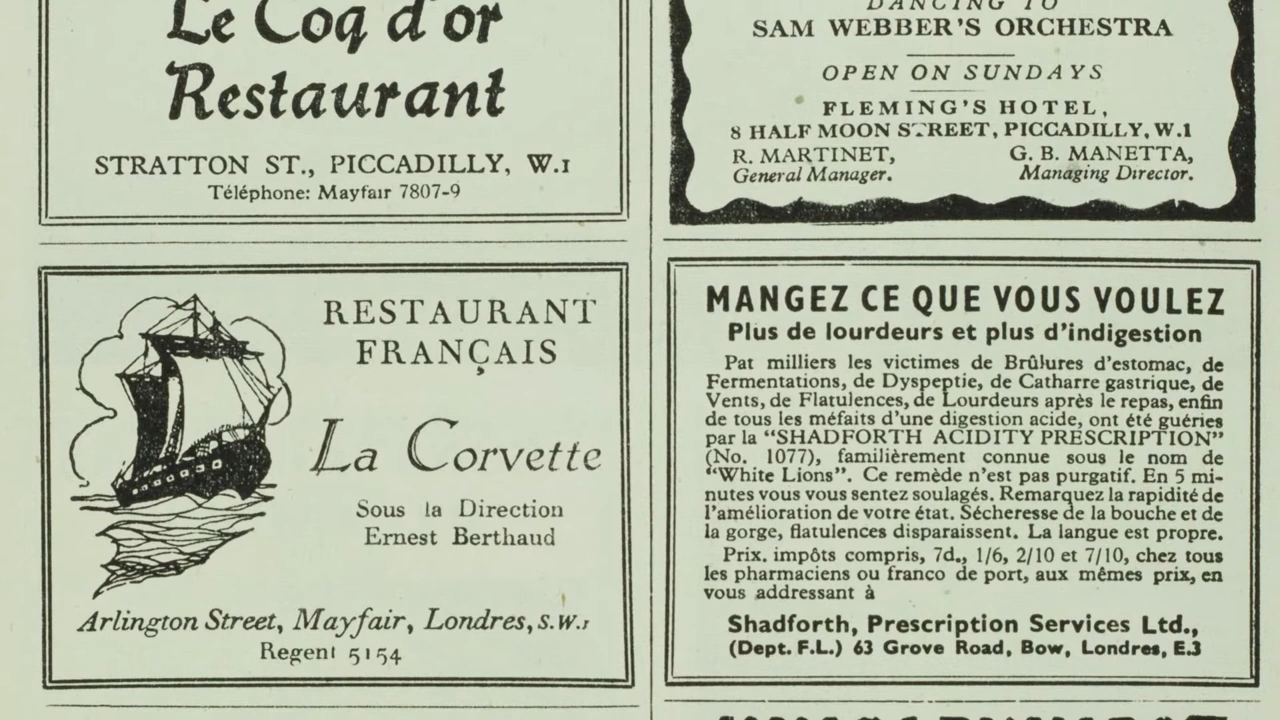 Le Coq d'or
Restaurant
STRATTON ST., PICCADILLY, W.1
Téléphone: Mayfair 7807-9
DANCING TO
SAM WEBBER'S ORCHESTRA
OPEN ON SUNDAYS
FLEMING'S HOTEL,
8 HALF MOON STREET, PICCADILLY, W.1
R. MARTINET, G. B. MANETTA,
General Manager. Managing Director.
RESTAURANT
FRANÇAIS
La Corvette
Sous la Direction
Ernest Berthaud
Arlington Street, Mayfair, Londres, S.W.1
Regent 5154
MANGEZ CE QUE VOUS VOULEZ
Plus de lourdeurs et plus d'indigestion
Pat milliers les victimes de Brûlures d'estomac, de
Fermentations, de Dyspeptie, de Catharre gastrique, de
Vents, de Flatulences, de Lourdeurs après le repas, enfin
de tous les méfaits d'une digestion acide, ont été guéries
par la "SHADFORTH ACIDITY PRESCRIPTION"
(No. 1077), familièrement connue sous le nom de
"White Lions". Ce remède n'est pas purgatif. En 5 mi-
nutes vous vous sentez soulagés. Remarquez la rapidité de
l'amélioration de votre état. Sécheresse de la bouche et de
la gorge, flatulences disparaissent. La langue est propre.
Prix, impôts compris, 7d., 1/6, 2/10 et 7/10, chez tous
les pharmaciens ou franco de port, aux mêmes prix, en
vous addressant à
Shadforth, Prescription Services Ltd.,
(Dept. F.L.) 63 Grove Road, Bow, Londres, E.3